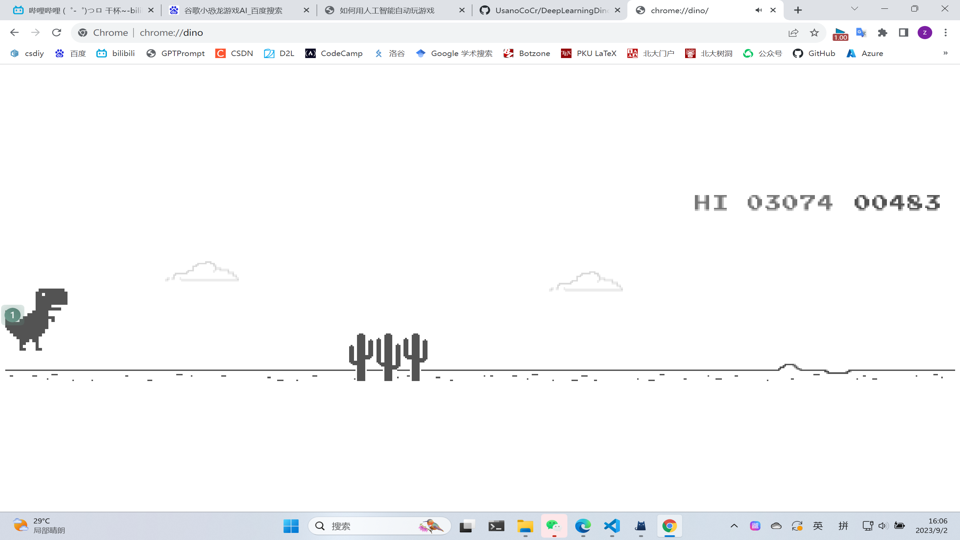 哔哩哔哩 (゜-゜)つロ 干杯~-bili
谷歌小恐龙游戏AI_百度搜索
如何用人工智能自动玩游戏
UsanoCoCr/DeepLearningDin
chrome://dino/
Chrome | chrome://dino
1.00
z
csdiy
百度
bilibili
GPTPrompt
CSDN
D2L
CodeCamp
洛谷
Google 学术搜索
Botzone
PKU LaTeX
北大门户
北大树洞
公众号
GitHub
Azure
»
HI 03074 00483
1
29°C
局部晴朗
搜索
英
拼
16:06
2023/9/2